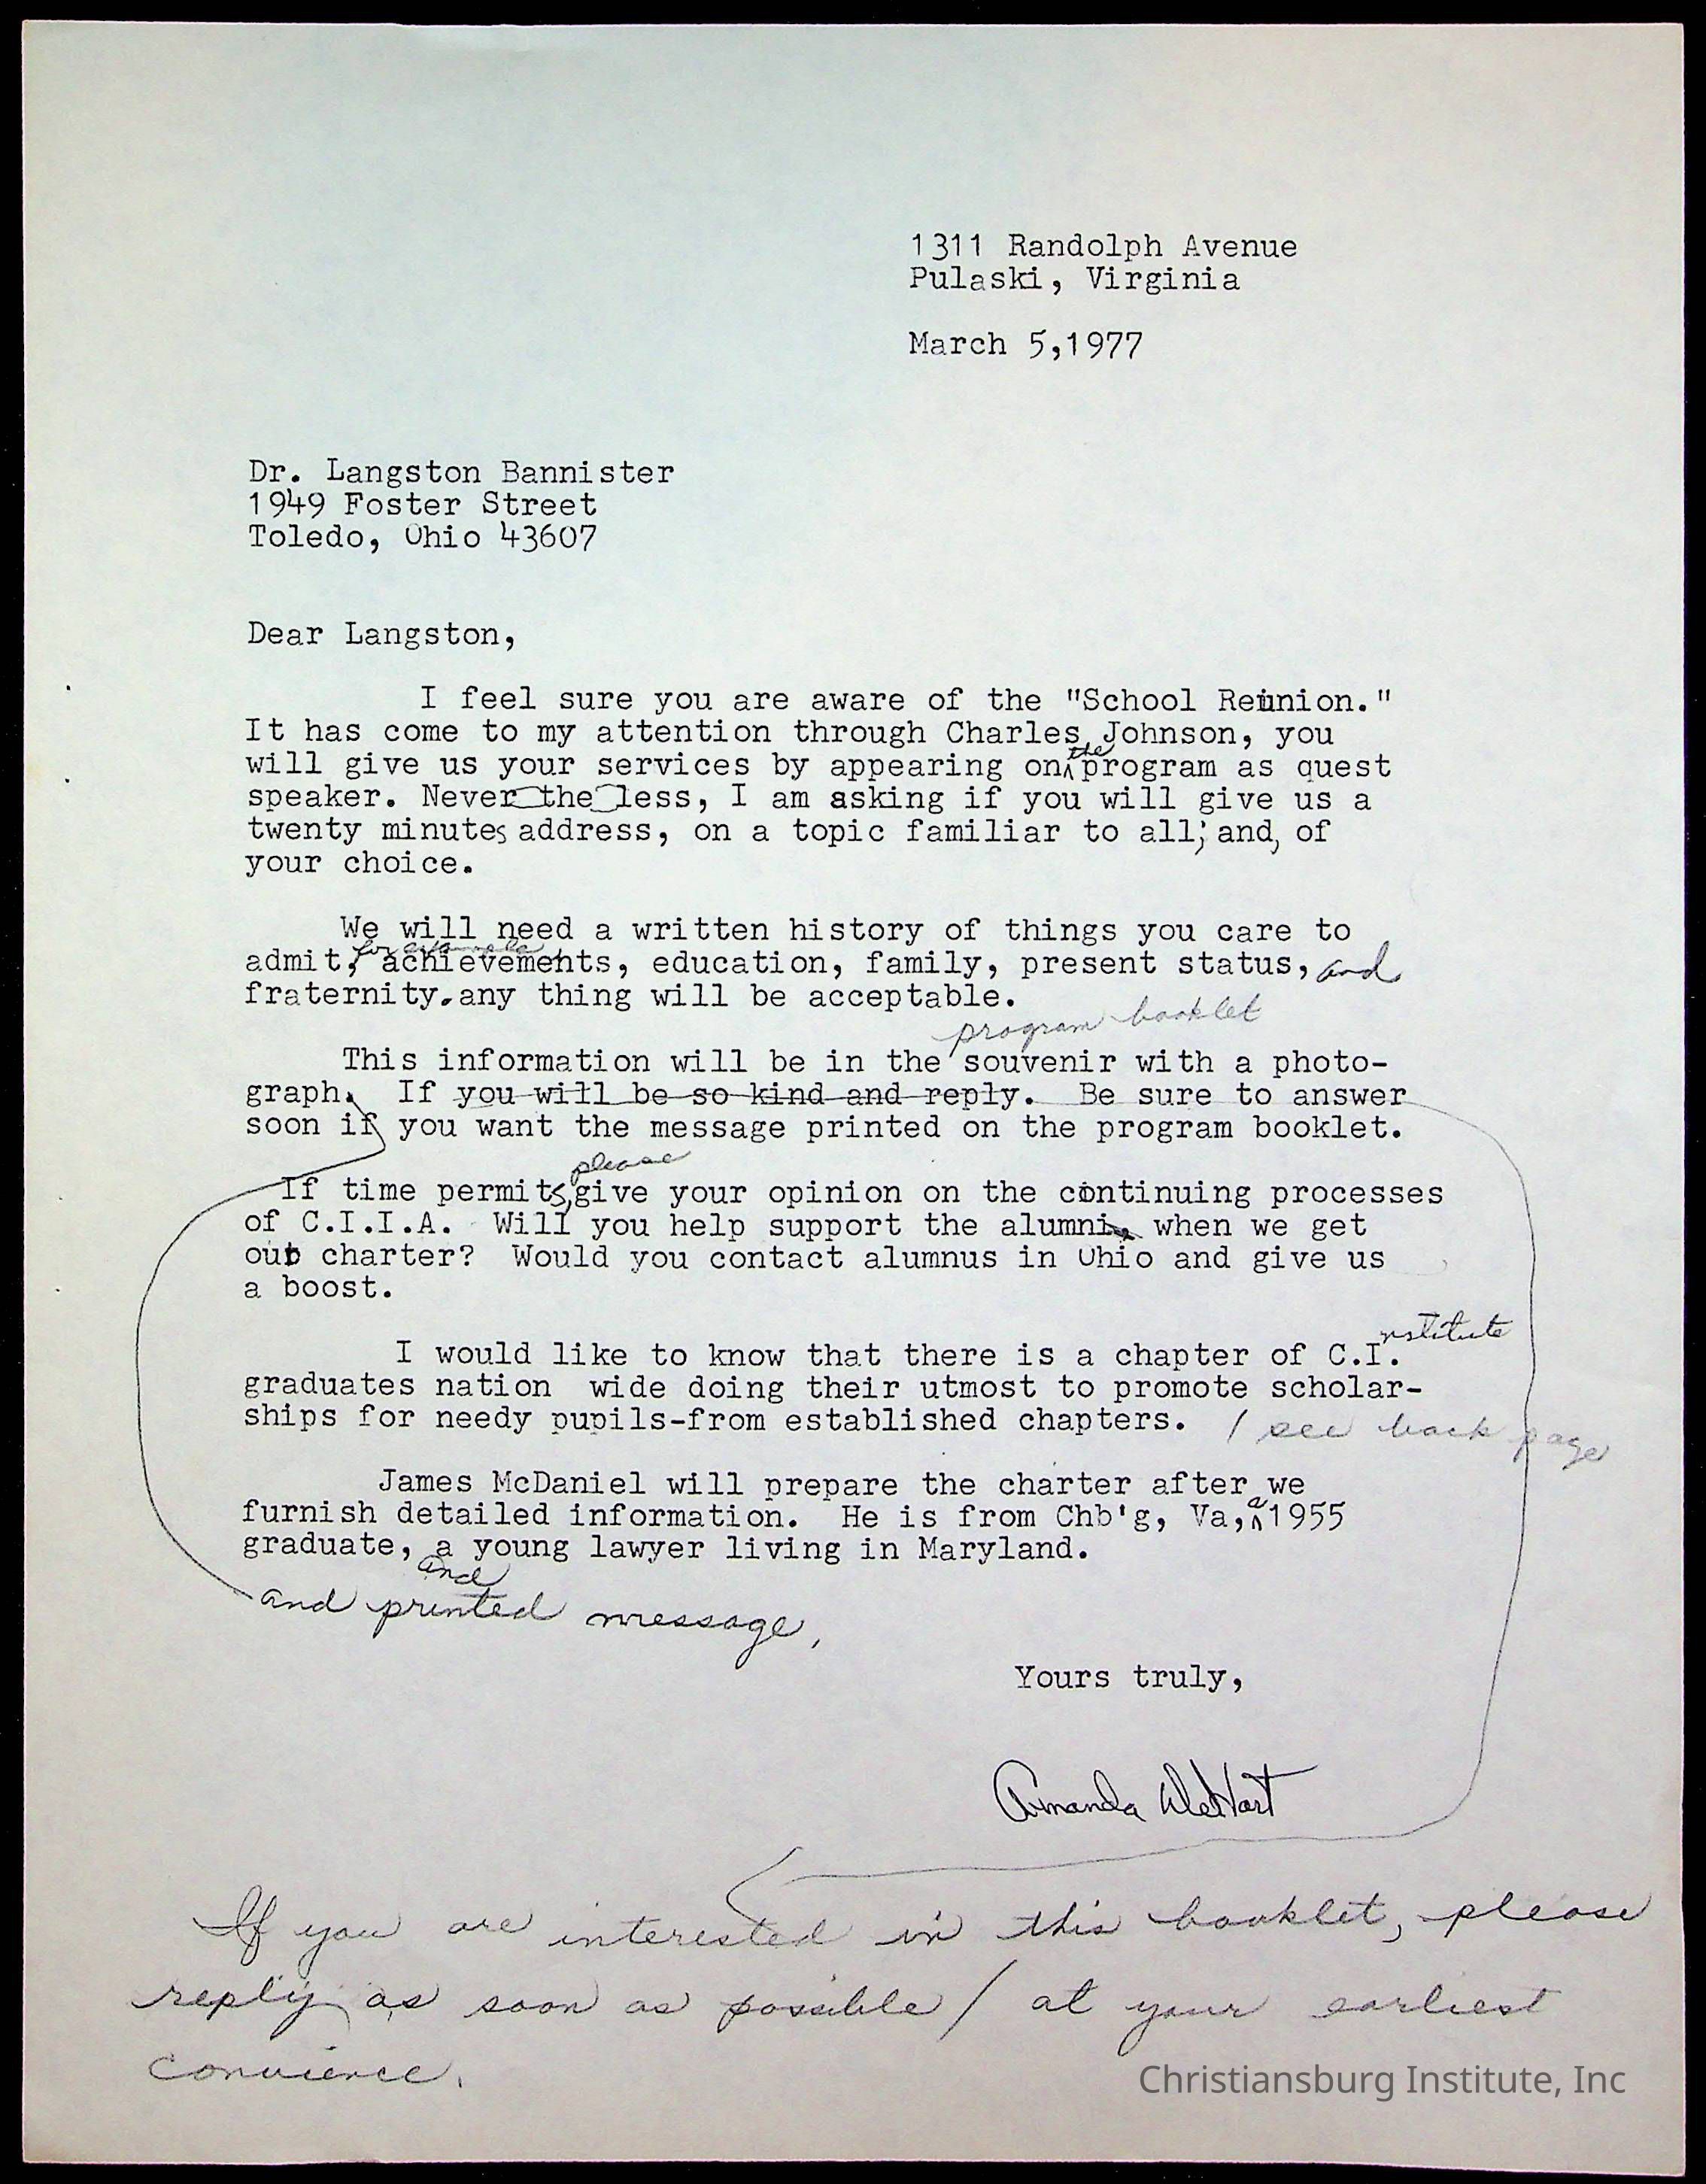 1311 Randolph Avenue
Pulaski, Virginia
March 5,1977
Dr. Langston Bannister
1949 Foster Street
Toledo, Ohio 43607
Dear Langston,
I feel sure you are aware of the "School Reunion."
It has come to my attention through Charles Johnson, you
the
will give us your services by appearing on program as guest
speaker. Never the less, I am asking if you will give us a
twenty minutes address, on a topic familiar to all; and, of
your choice.
We will need a written history of things you care to
for example
admit, achievements, education, family, present status, and
fraternity. any thing will be acceptable.
program booklet
This information will be in the souvenir with a photo-
graph. If you will be so kind and reply. Be sure to answer
soon if you want the message printed on the program booklet.
please
If time permits, give your opinion on the continuing processes
of C.I.I.A. Will you help support the alumni when we get
out charter? Would you contact alumnus in Ohio and give us
a boost.
nstitute
I would like to know that there is a chapter of C.I.
graduates nation wide doing their utmost to promote scholar-
ships for needy pupils-from established chapters. / see back page
James McDaniel will prepare the charter after we
a
furnish detailed information. He is from Chb'g, Va, 1955
graduate, a young lawyer living in Maryland.
and
and printed message,
Yours truly,
Amanda DeHart
If you are interested in this booklet, please
reply as soon as possible / at your earliest
convience.
Christiansburg Institute, Inc